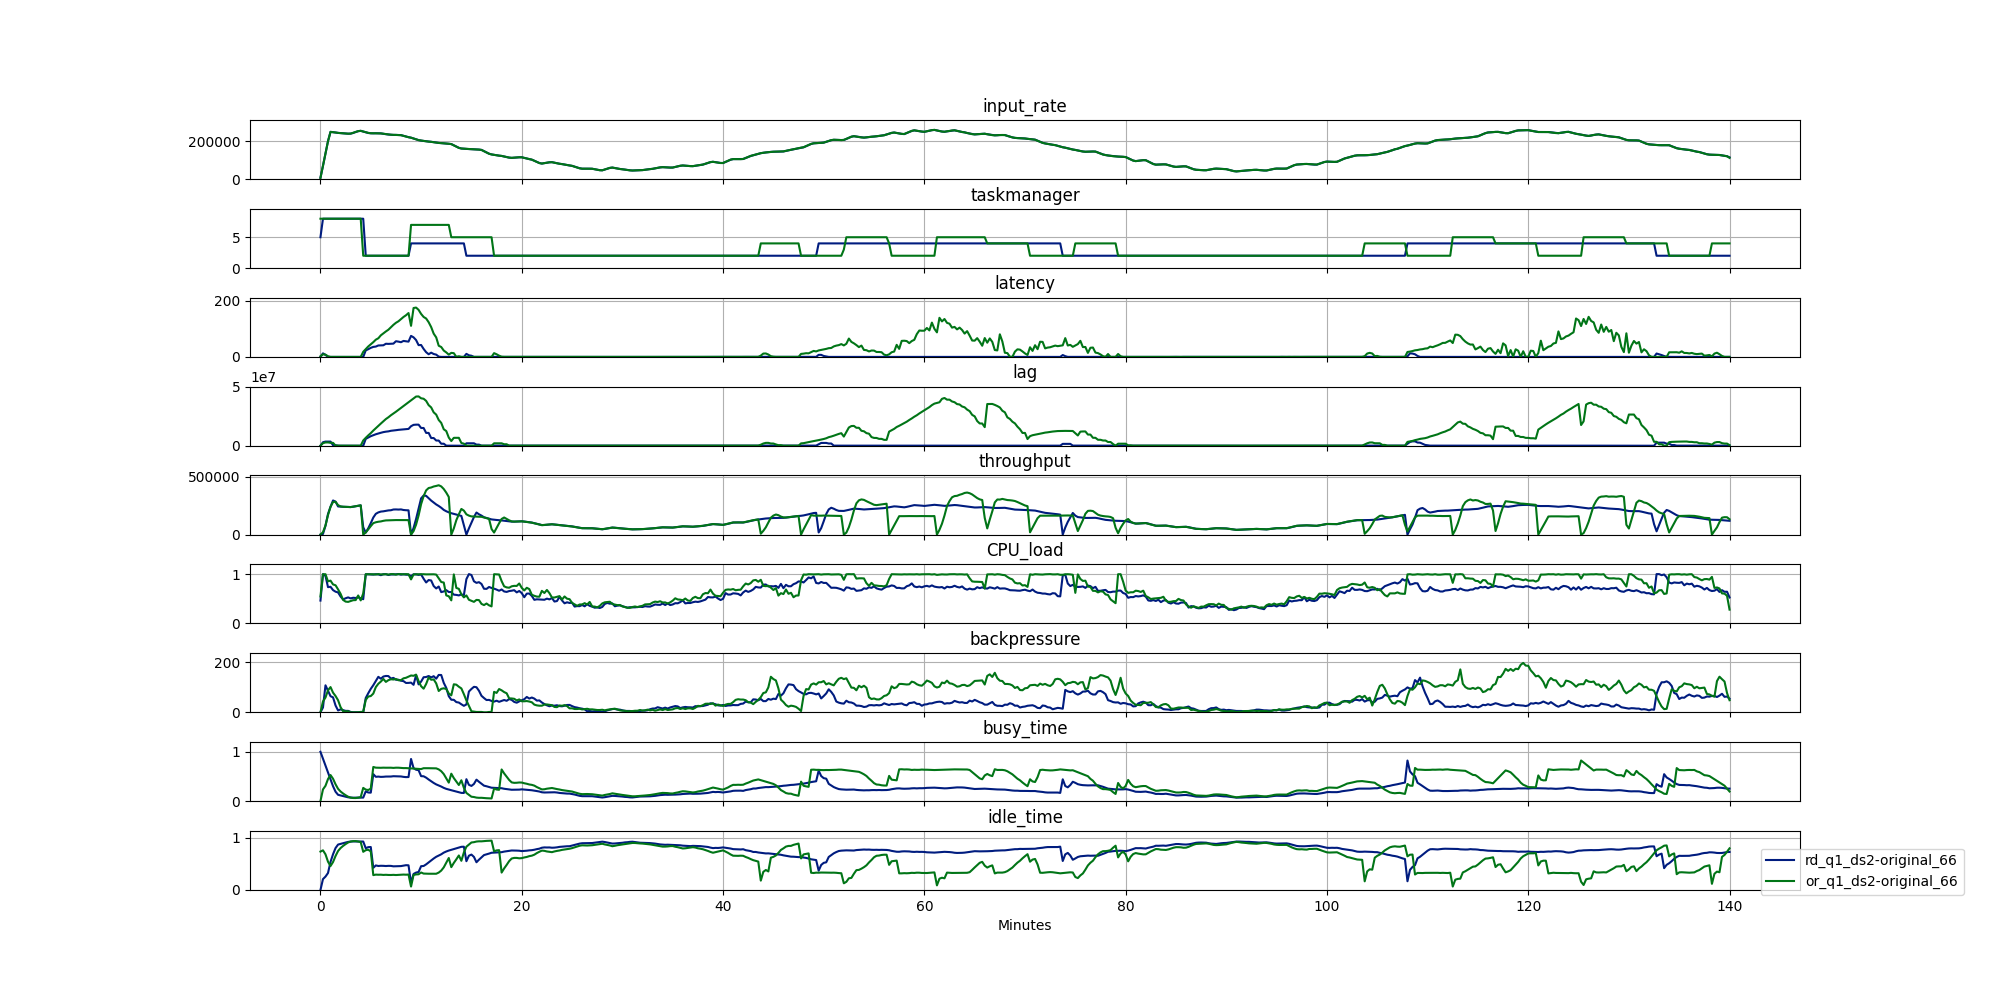 input_rate
200000
0
taskmanager
5
0
latency
200
0
1e7
lag
5
0
throughput
500000
0
CPU_load
1
0
backpressure
200
0
busy_time
1
0
idle_time
1
0
rd_q1_ds2-original_66
or_q1_ds2-original_66
0 20 40 60 80 100 120 140
Minutes